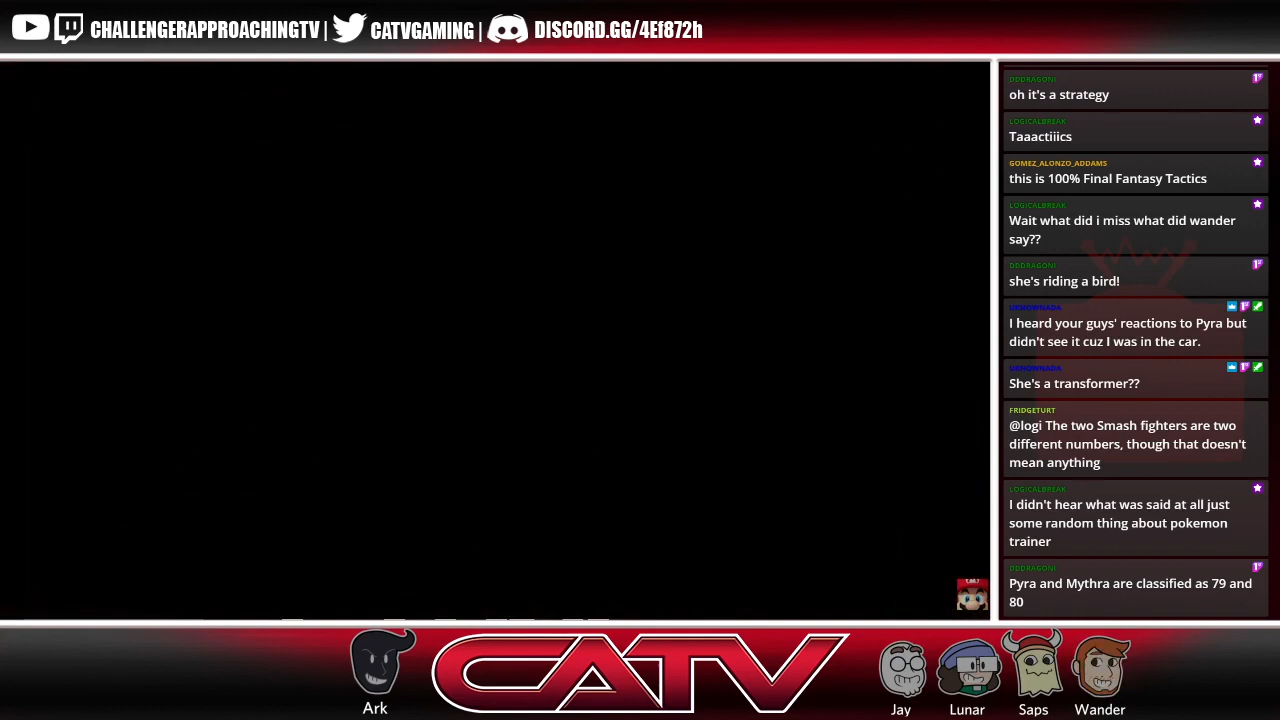 CHALLENGERAPPROACHINGTV | CATVGAMING | DISCORD.GG/4Ef872h
DDDRAGONI
oh it's a strategy
LOGICALBREAK
Taaactiiics
GOMEZ_ALONZO_ADDAMS
this is 100% Final Fantasy Tactics
LOGICALBREAK
Wait what did i miss what did wander
say??
DDDRAGONI
she's riding a bird!
I heard your guys' reactions to Pyra but
didn't see it cuz I was in the car.
She's a transformer??
FRIDGETURT
@logi The two Smash fighters are two
different numbers, though that doesn't
mean anything
LOGICALBREAK
I didn't hear what was said at all just
some random thing about pokemon
trainer
DDDRAGONI
Pyra and Mythra are classified as 79 and
80
CATV
Ark
Jay
Lunar
Saps
Wander